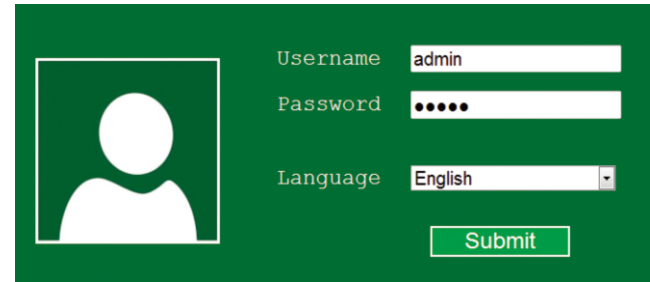 Username admin
Password •••••
Language English
Submit